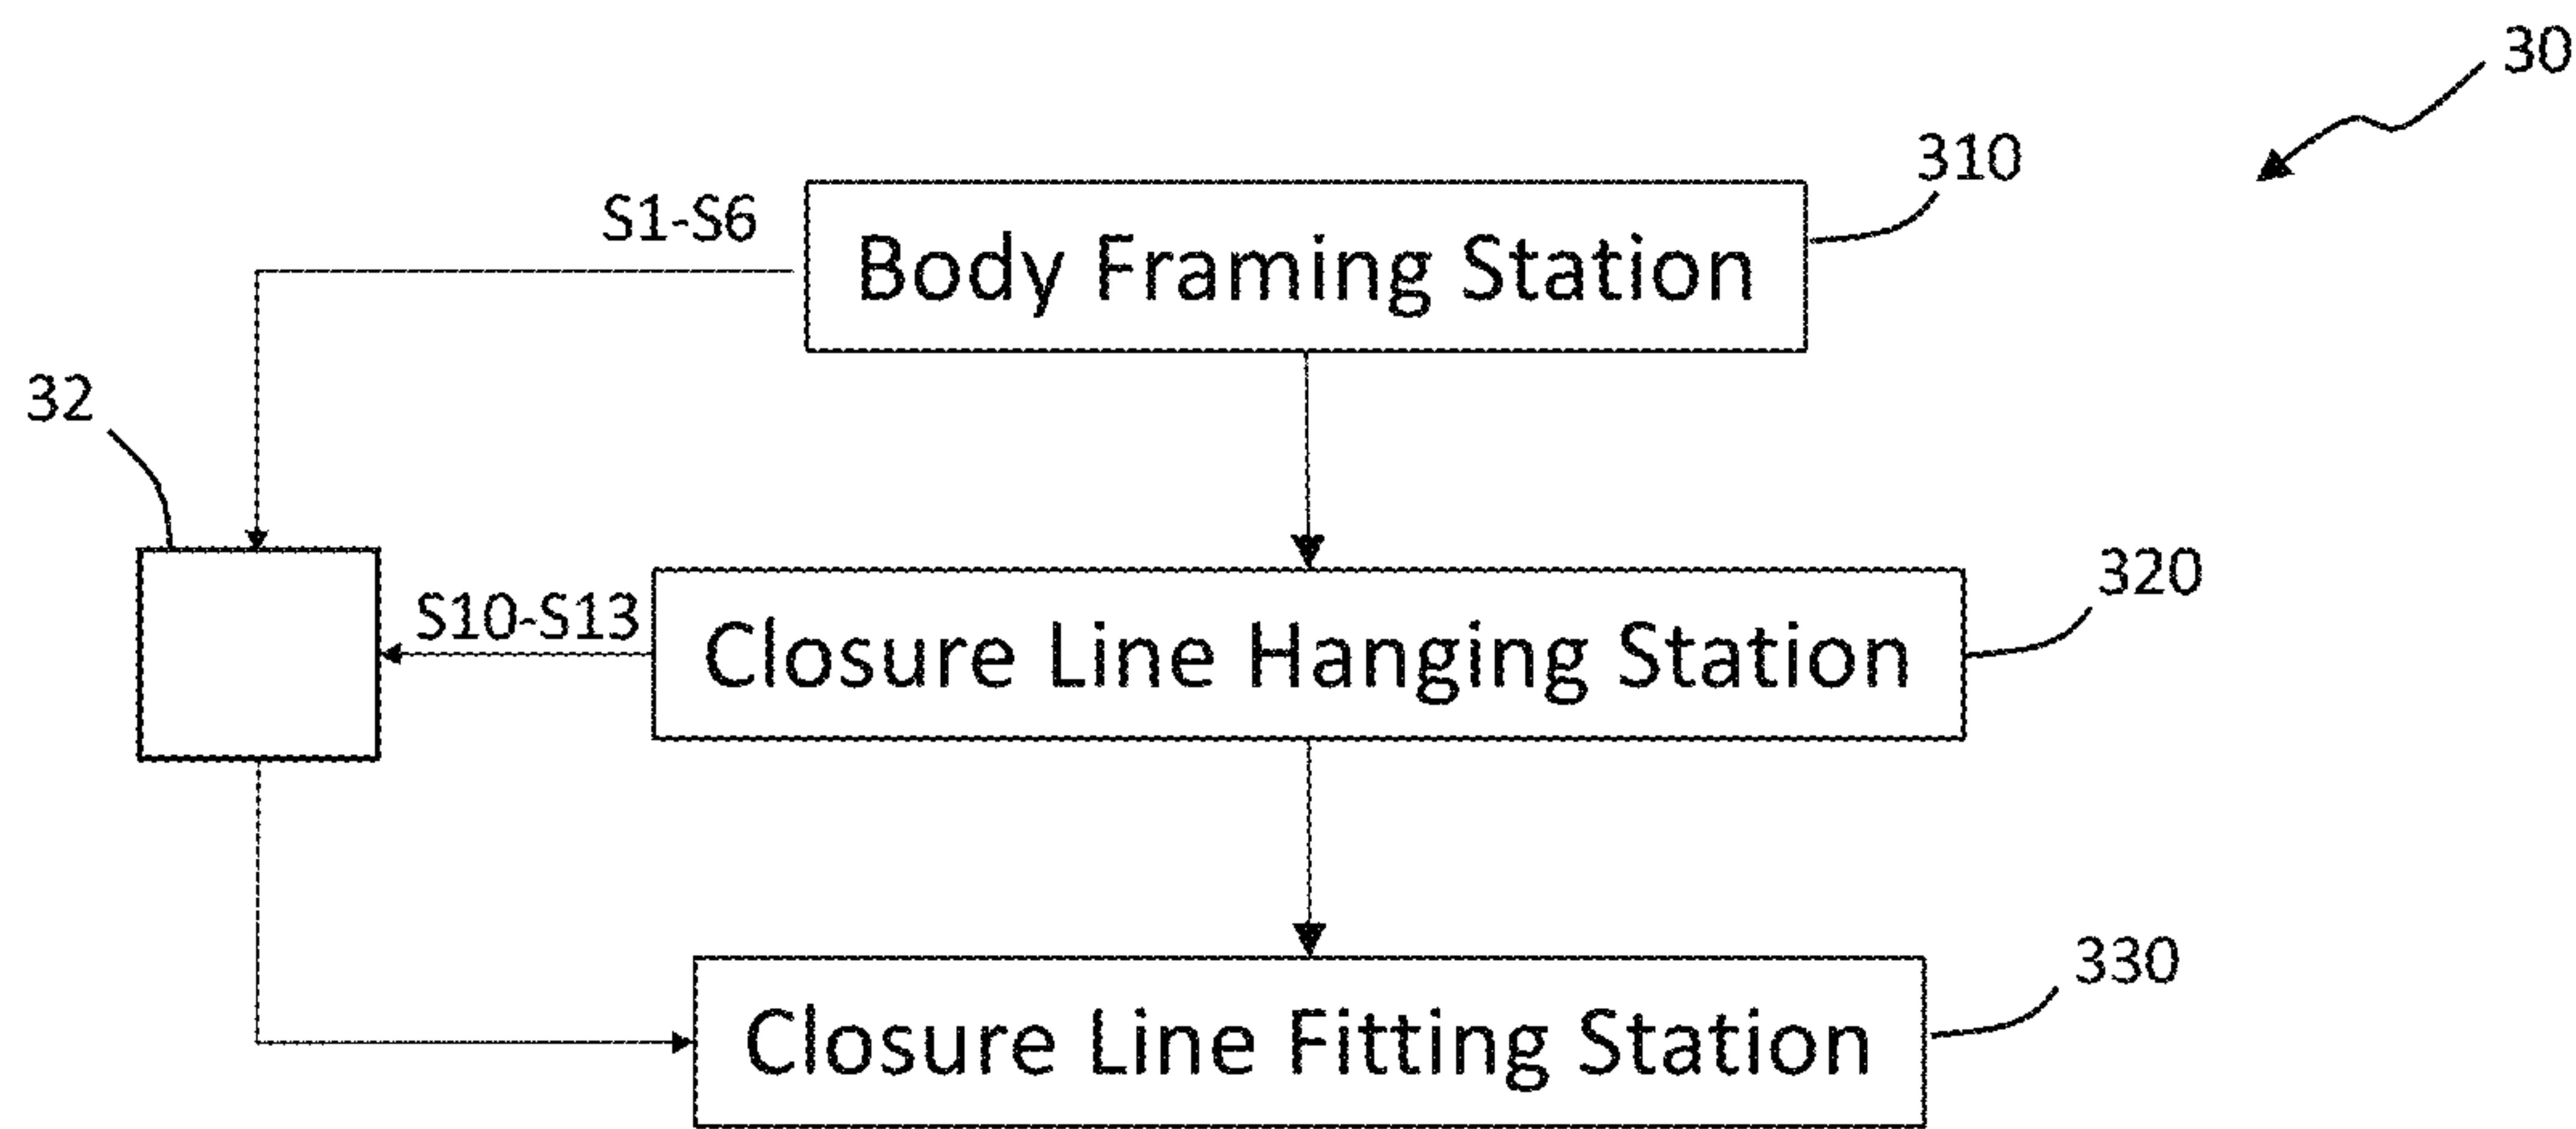 30
310
S1-S6
Body Framing Station
32
320
S10-S13
Closure Line Hanging Station
330
Closure Line Fitting Station